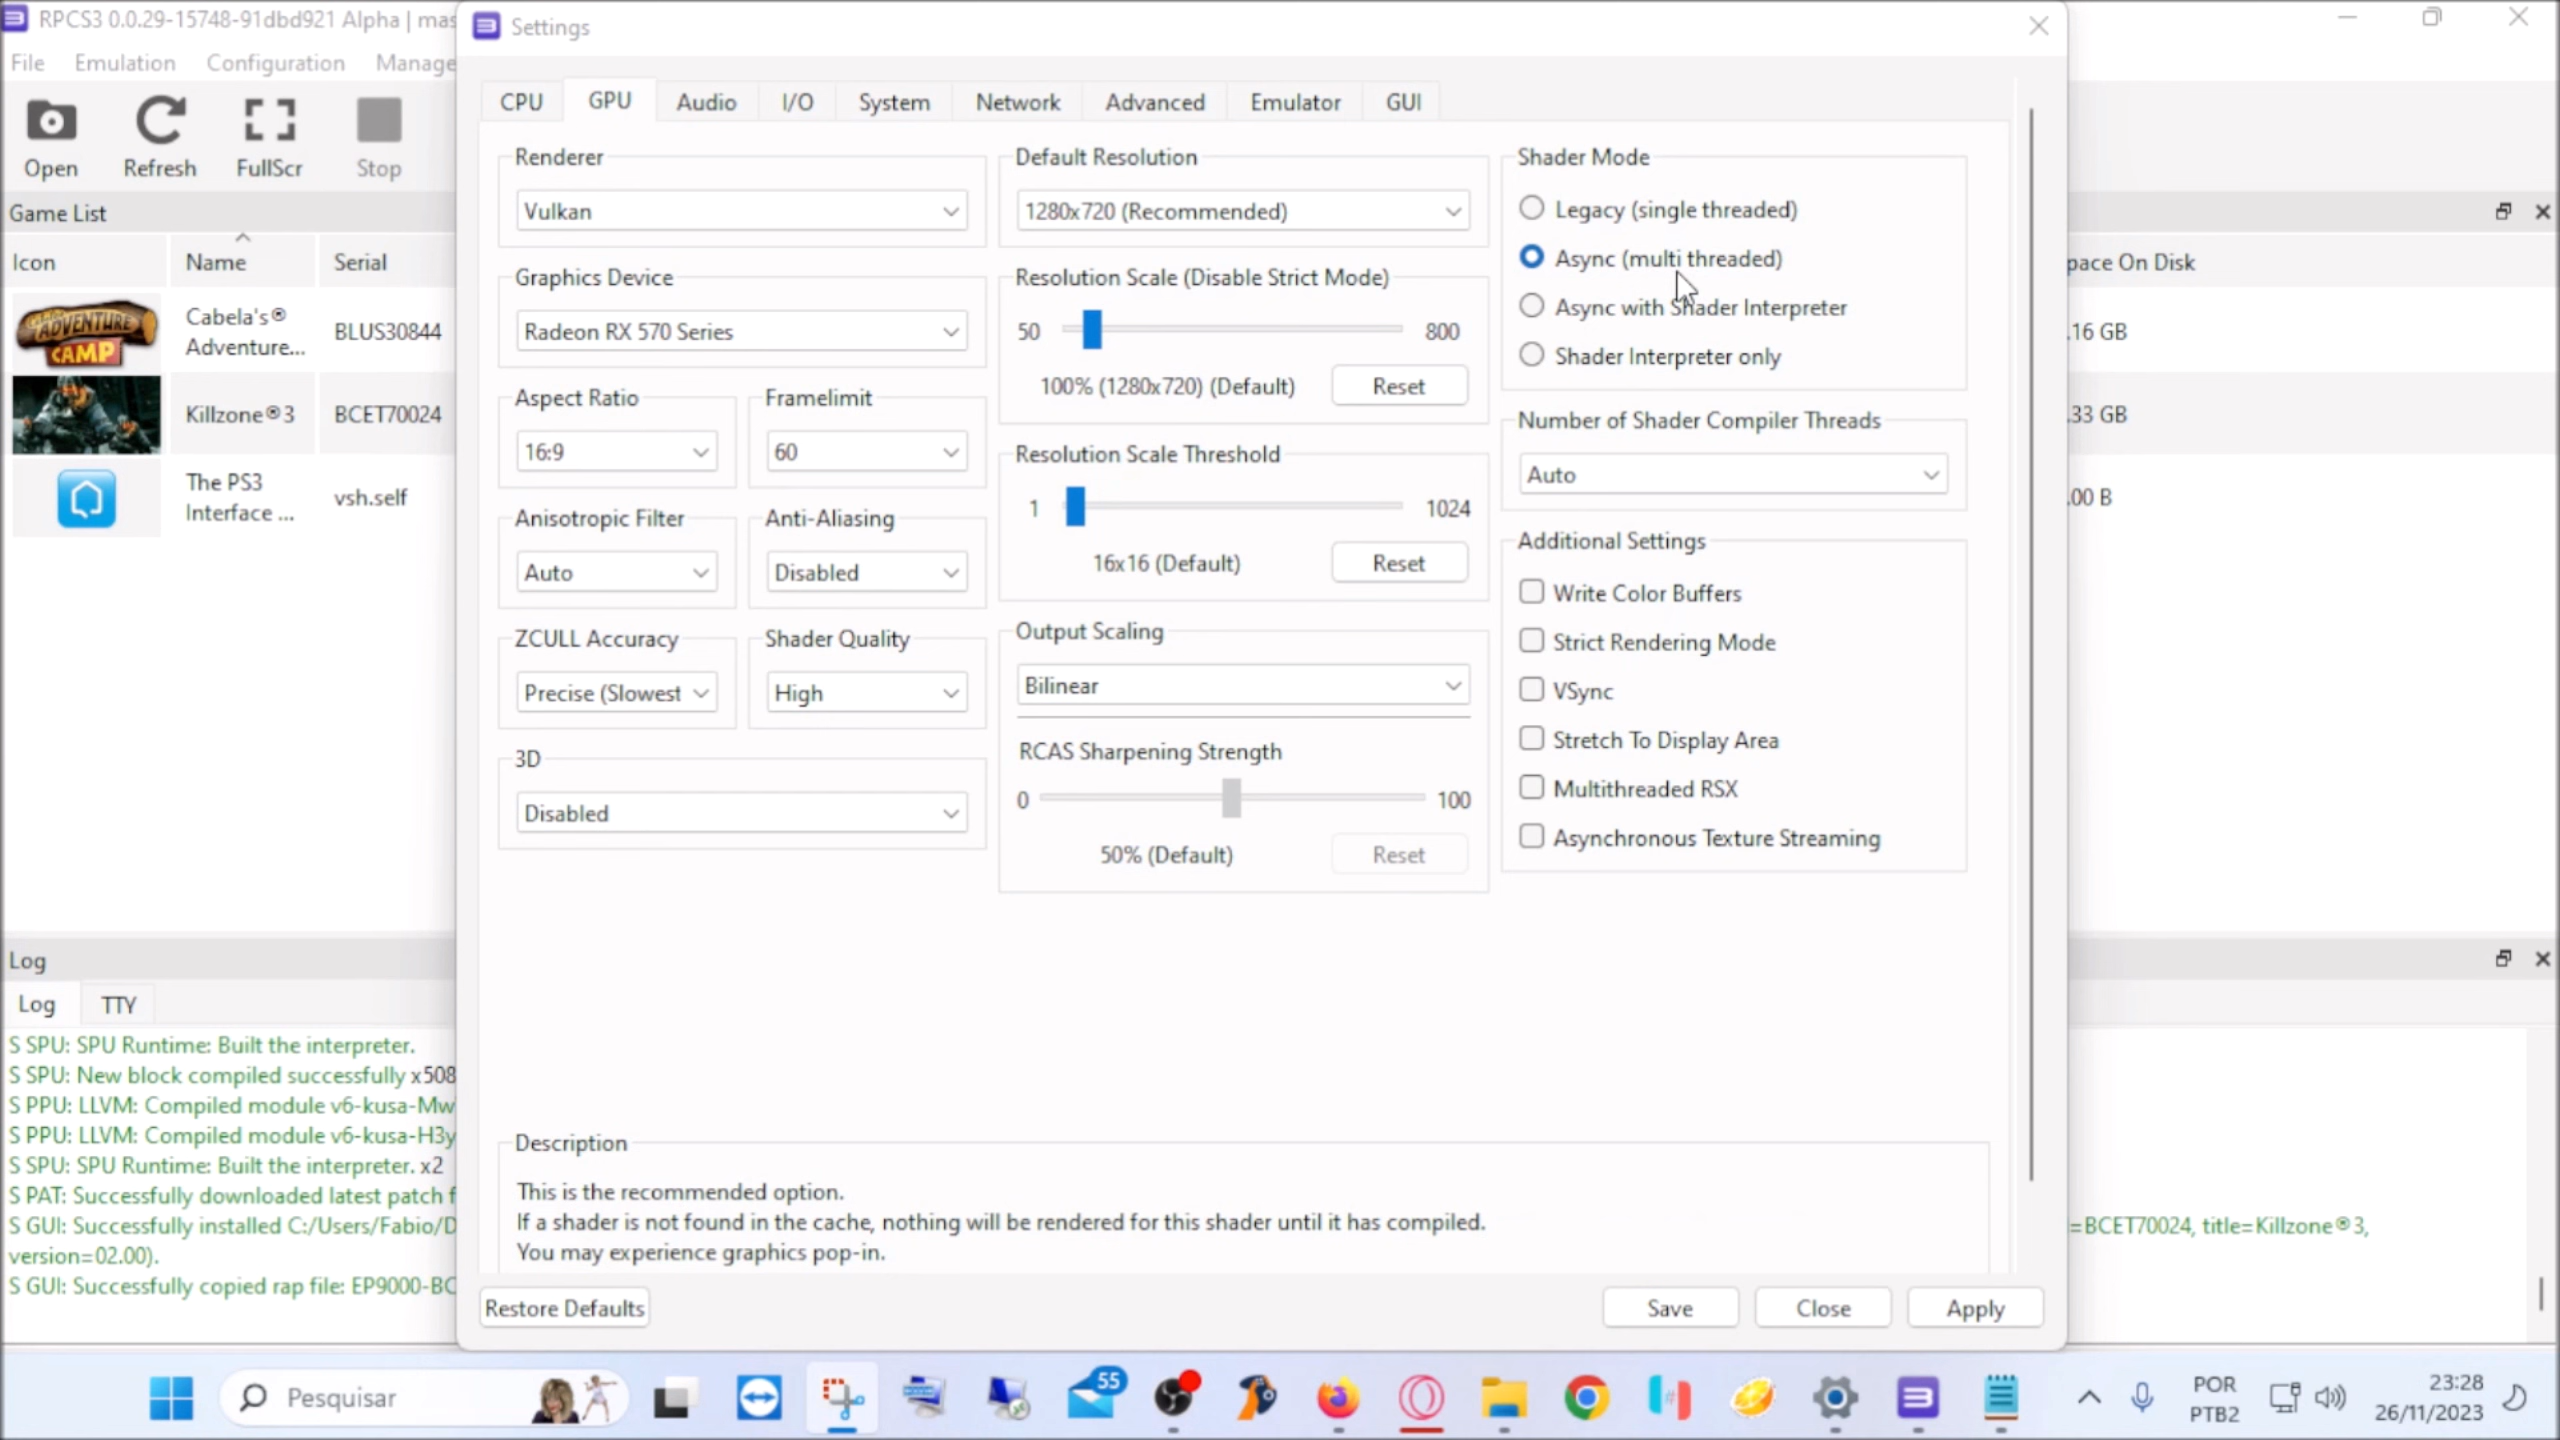 RPCS3 0.0.29-15748-91dbd921 Alpha | mas
File Emulation Configuration Manage
Open Refresh FullScr Stop
Game List
Icon Name Serial
ADVENTURE
CAMP
Cabela's®
Adventure...
BLUS30844
Killzone®3
BCET70024
The PS3
Interface ...
vsh.self
Log
Log TTY
S SPU: SPU Runtime: Built the interpreter.
S SPU: New block compiled successfully x508
S PPU: LLVM: Compiled module v6-kusa-Mw
S PPU: LLVM: Compiled module v6-kusa-H3y
S SPU: SPU Runtime: Built the interpreter. x2
S PAT: Successfully downloaded latest patch f
S GUI: Successfully installed C:/Users/Fabio/D
version=02.00).
S GUI: Successfully copied rap file: EP9000-BC
Settings
CPU GPU Audio I/O System Network Advanced Emulator GUI
Renderer
Vulkan
Graphics Device
Radeon RX 570 Series
Aspect Ratio
16:9
Framelimit
60
Anisotropic Filter
Auto
Anti-Aliasing
Disabled
ZCULL Accuracy
Precise (Slowest
Shader Quality
High
3D
Disabled
Default Resolution
1280x720 (Recommended)
Resolution Scale (Disable Strict Mode)
50 800
100% (1280x720) (Default) Reset
Resolution Scale Threshold
1 1024
16x16 (Default) Reset
Output Scaling
Bilinear
RCAS Sharpening Strength
0 100
50% (Default) Reset
Shader Mode
Legacy (single threaded)
Async (multi threaded)
Async with Shader Interpreter
Shader Interpreter only
Number of Shader Compiler Threads
Auto
Additional Settings
Write Color Buffers
Strict Rendering Mode
VSync
Stretch To Display Area
Multithreaded RSX
Asynchronous Texture Streaming
Description
This is the recommended option.
If a shader is not found in the cache, nothing will be rendered for this shader until it has compiled.
You may experience graphics pop-in.
Restore Defaults Save Close Apply
pace On Disk
.16 GB
.33 GB
.00 B
=BCET70024, title=Killzone®3,
Pesquisar
55
POR
PTB2
23:28
26/11/2023